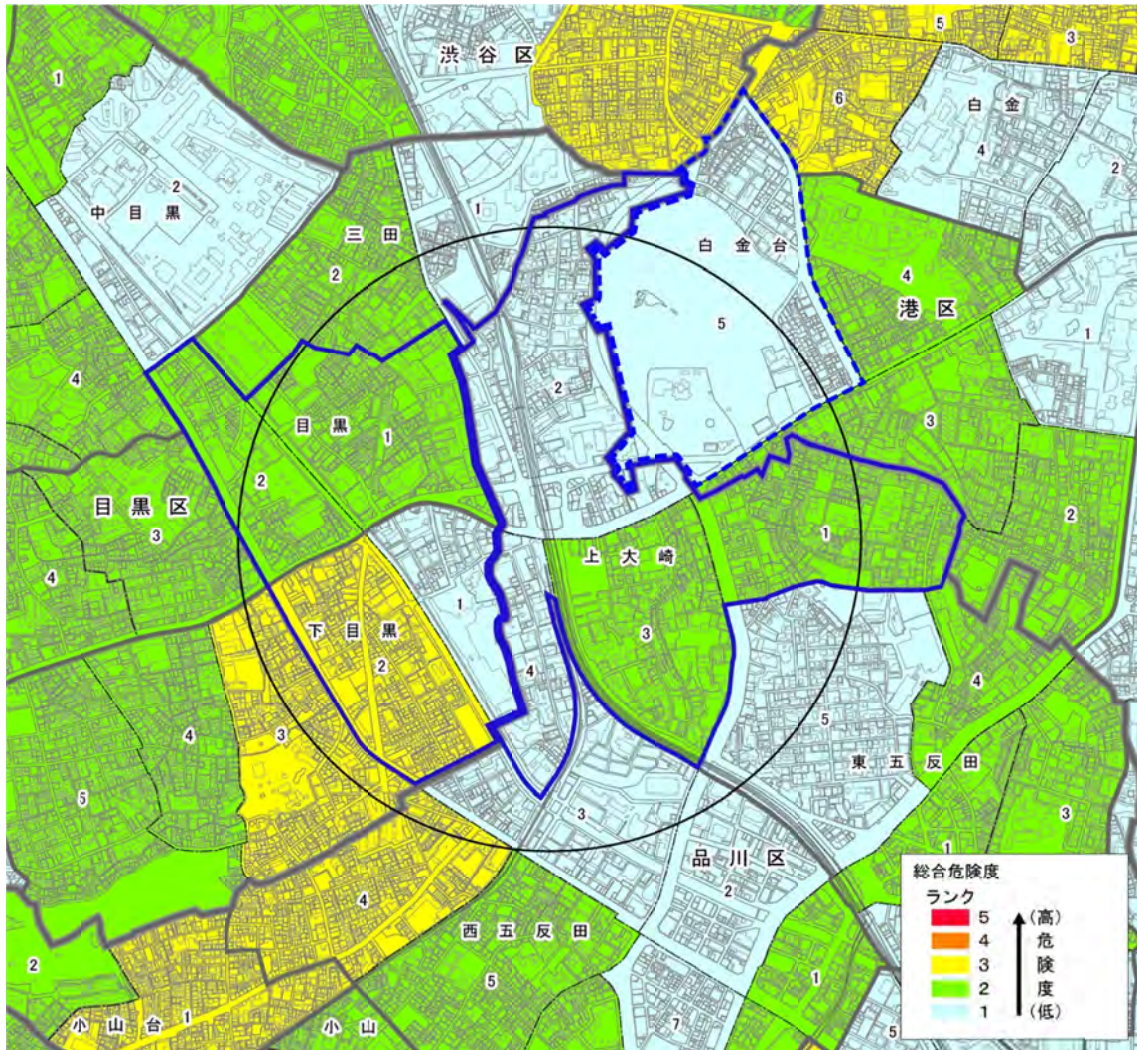 渋谷区
5
3
1
6
白金
4
2
2
中目黒
三田
1
白金台
2
4
港区
5
1
4
2
3
目黒
1
2
目黒区
3
2
4
上大崎
1
1
下目黒
2
3
4
5
4
3
4
5
東五反田
3
3
1
品川区
2
4
西五反田
5
1
2
小山台
1
小山
7
5
総合危険度
ランク
5 (高)
4 危
3 険
2 度
1 (低)